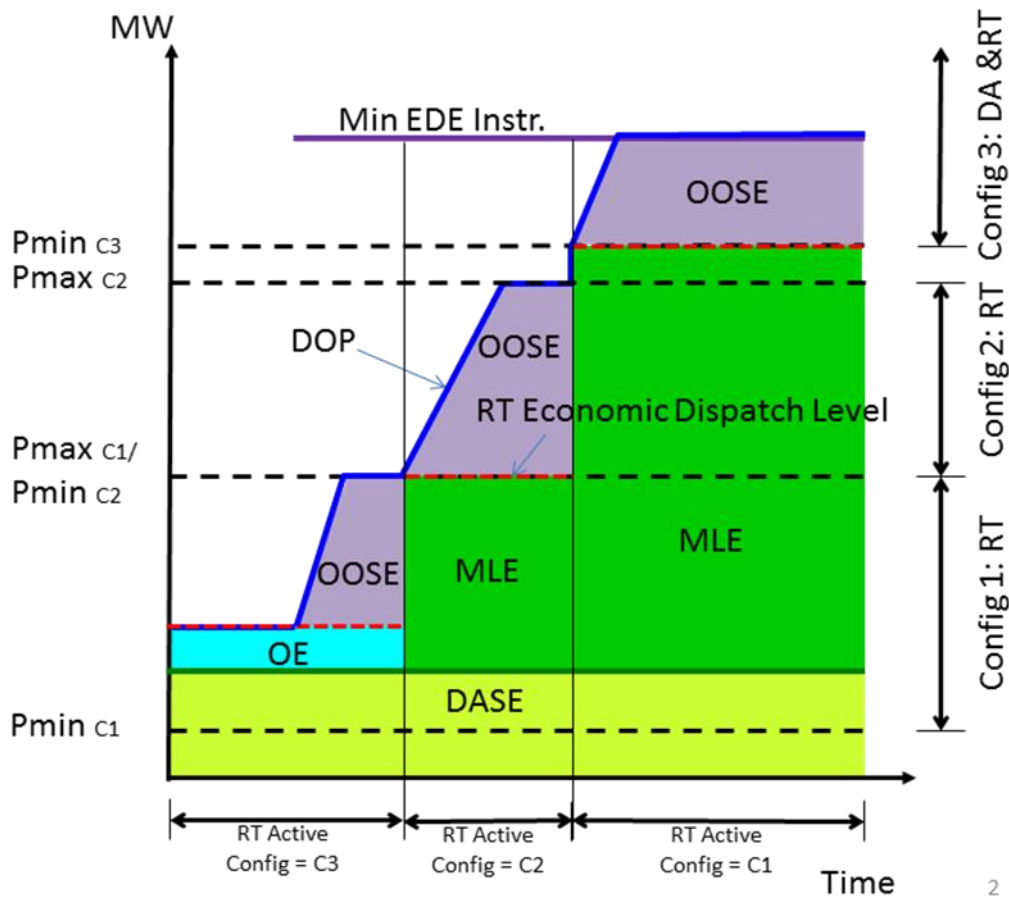 MW
Min EDE Instr.
OOSE
Pmin C3
Pmax C2
DOP
OOSE
RT Economic Dispatch Level
Pmax C1/
Pmin C2
OOSE
MLE
MLE
OE
DASE
Pmin C1
Config 3: DA &RT
Config 2: RT
Config 1: RT
RT Active
Config = C3
RT Active
Config = C2
RT Active
Config = C1
Time
2